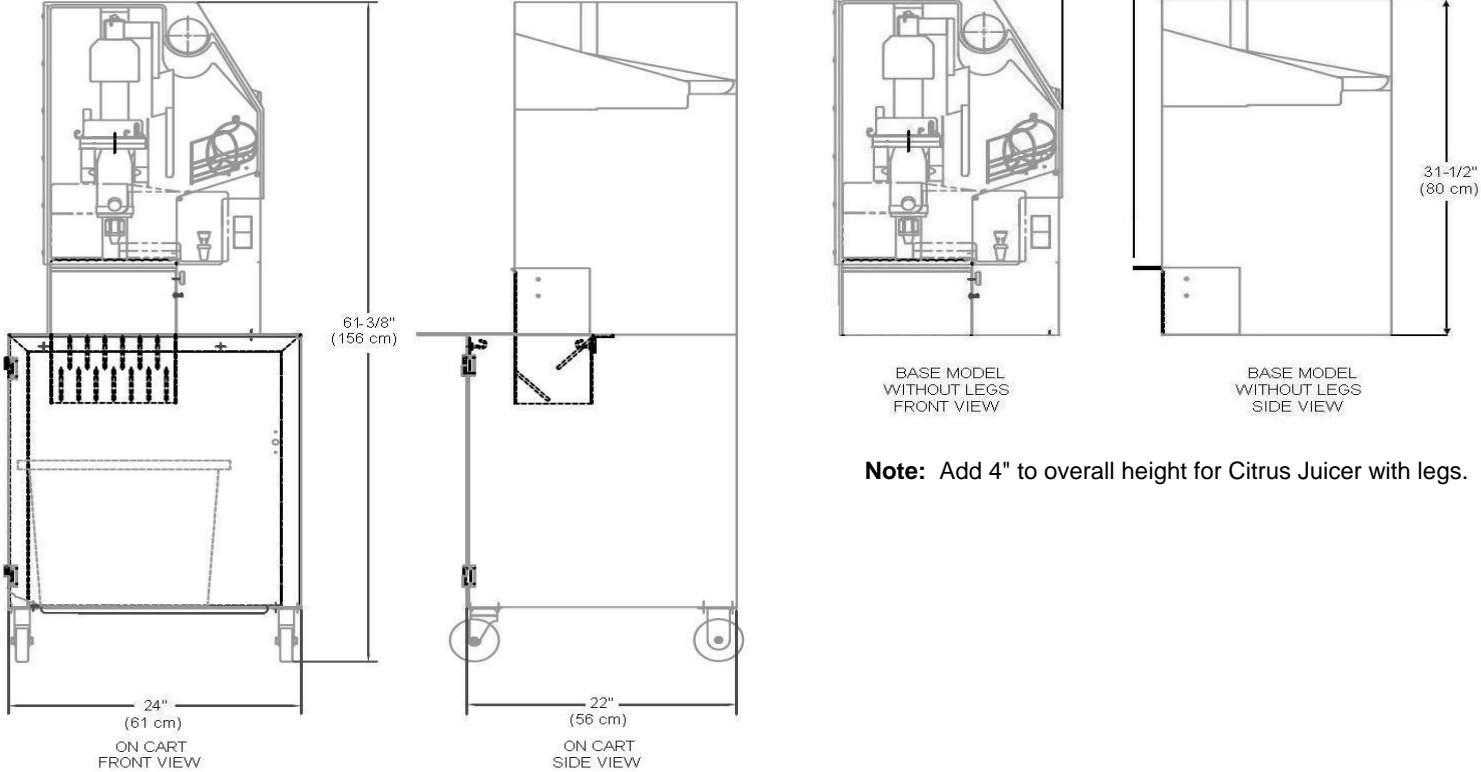 61-3/8"
(156 cm)
24"
(61 cm)
ON CART
FRONT VIEW
22"
(56 cm)
ON CART
SIDE VIEW
BASE MODEL
WITHOUT LEGS
FRONT VIEW
31-1/2"
(80 cm)
BASE MODEL
WITHOUT LEGS
SIDE VIEW
Note: Add 4" to overall height for Citrus Juicer with legs.